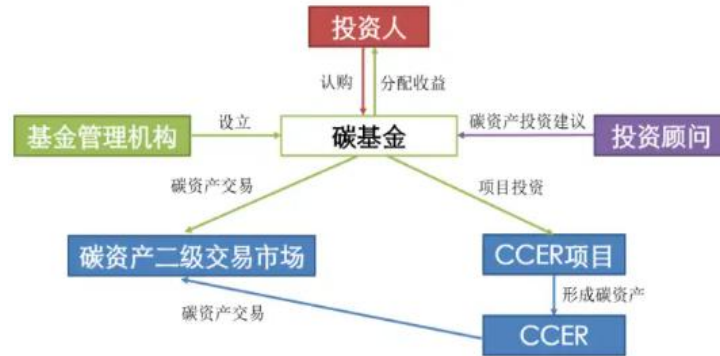 投资人
认购
分配收益
基金管理机构
设立
碳基金
碳资产投资建议
投资顾问
碳资产交易
项目投资
碳资产二级交易市场
CCER项目
碳资产交易
形成碳资产
CCER